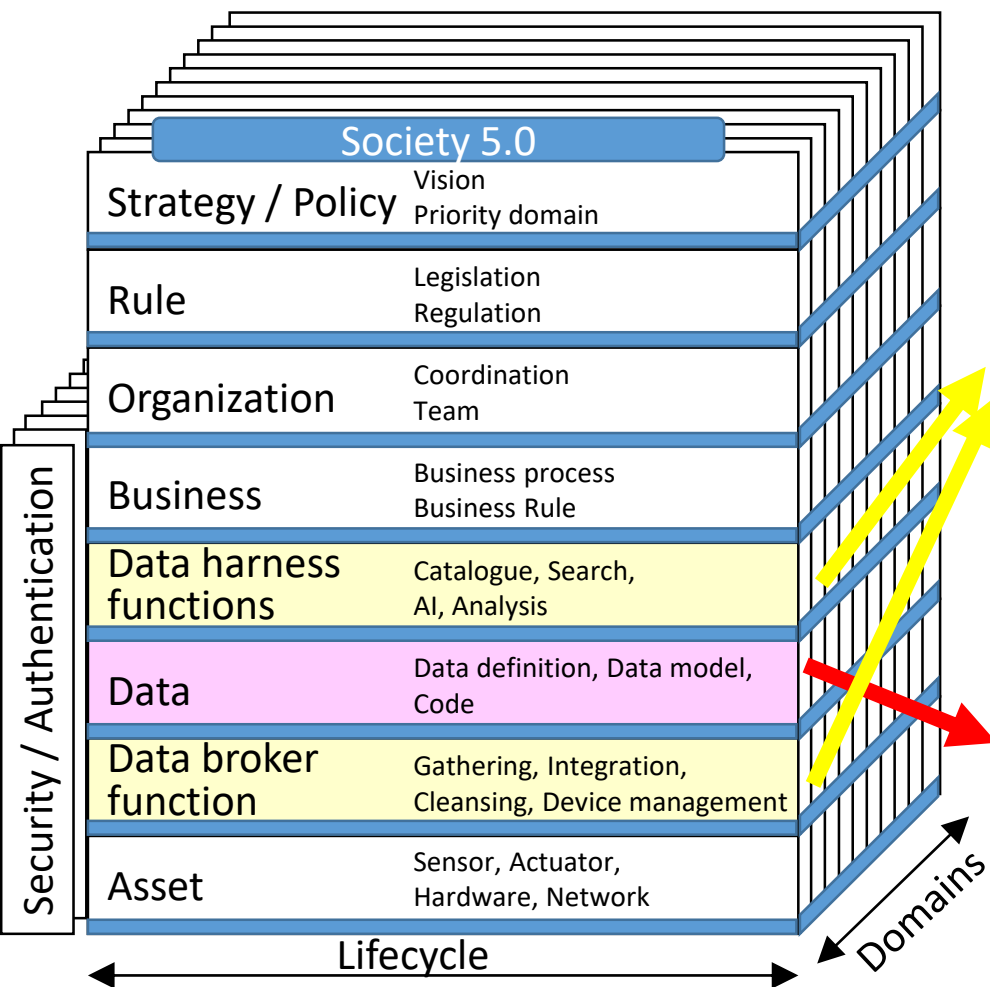 Society 5.0
Strategy / Policy
Vision
Priority domain
Rule
Legislation
Regulation
Organization
Coordination
Team
Business
Business process
Business Rule
Data harness
functions
Catalogue, Search,
AI, Analysis
Data
Data definition, Data model,
Code
Data broker
function
Gathering, Integration,
Cleansing, Device management
Asset
Sensor, Actuator,
Hardware, Network
Security / Authentication
Lifecycle
Domains